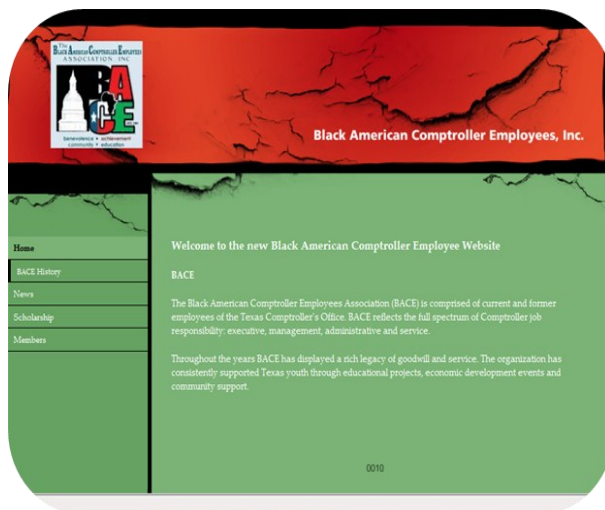 The
Black American Comptroller Employees
ASSOCIATION, INC
BACE
benevolence • achievement
community • education
Black American Comptroller Employees, Inc.
Home
BACE History
News
Scholarship
Members
Welcome to the new Black American Comptroller Employee Website
BACE
The Black American Comptroller Employees Association (BACE) is comprised of current and former
employees of the Texas Comptroller's Office. BACE reflects the full spectrum of Comptroller job
responsibility: executive, management, administrative and service.
Throughout the years BACE has displayed a rich legacy of goodwill and service. The organization has
consistently supported Texas youth through educational projects, economic development events and
community support.
0010